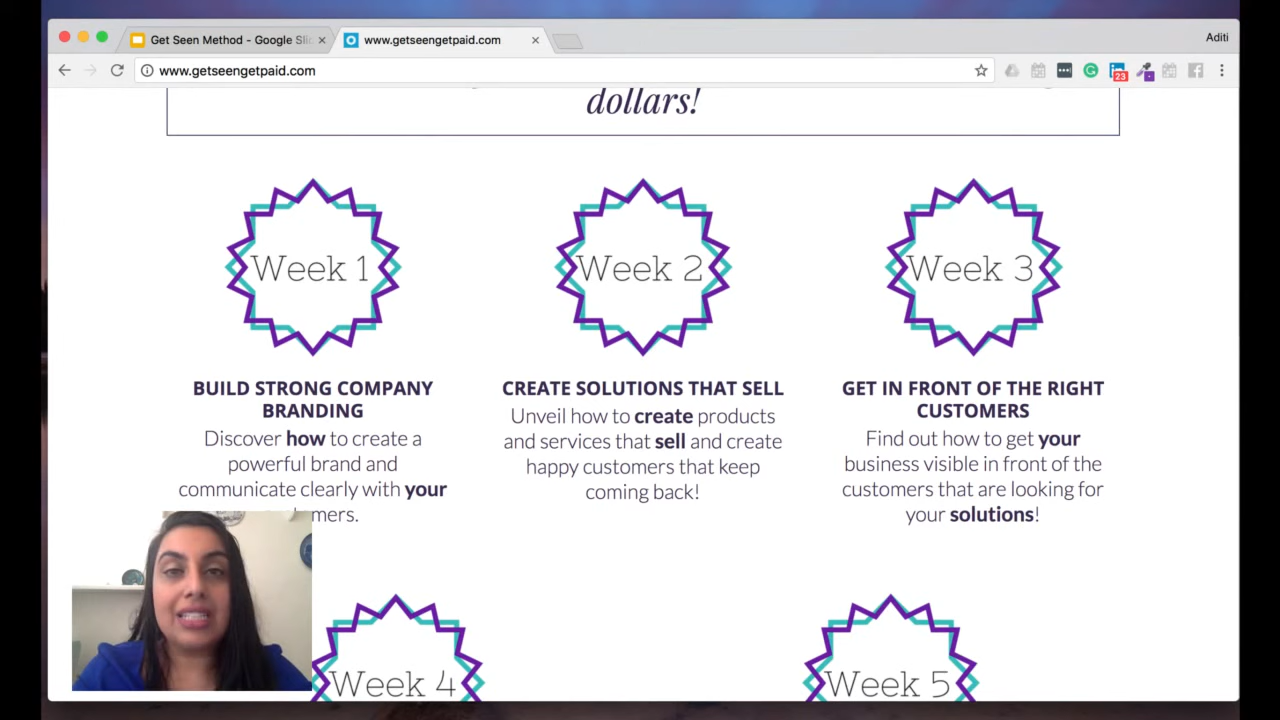 Get Seen Method - Google Sli
www.getseengetpaid.com
Aditi
www.getseengetpaid.com
23
dollars!
Week 1
Week 2
Week 3
BUILD STRONG COMPANY
BRANDING
Discover how to create a
powerful brand and
communicate clearly with your
mers.
CREATE SOLUTIONS THAT SELL
Unveil how to create products
and services that sell and create
happy customers that keep
coming back!
GET IN FRONT OF THE RIGHT
CUSTOMERS
Find out how to get your
business visible in front of the
customers that are looking for
your solutions!
Week 4
Week 5